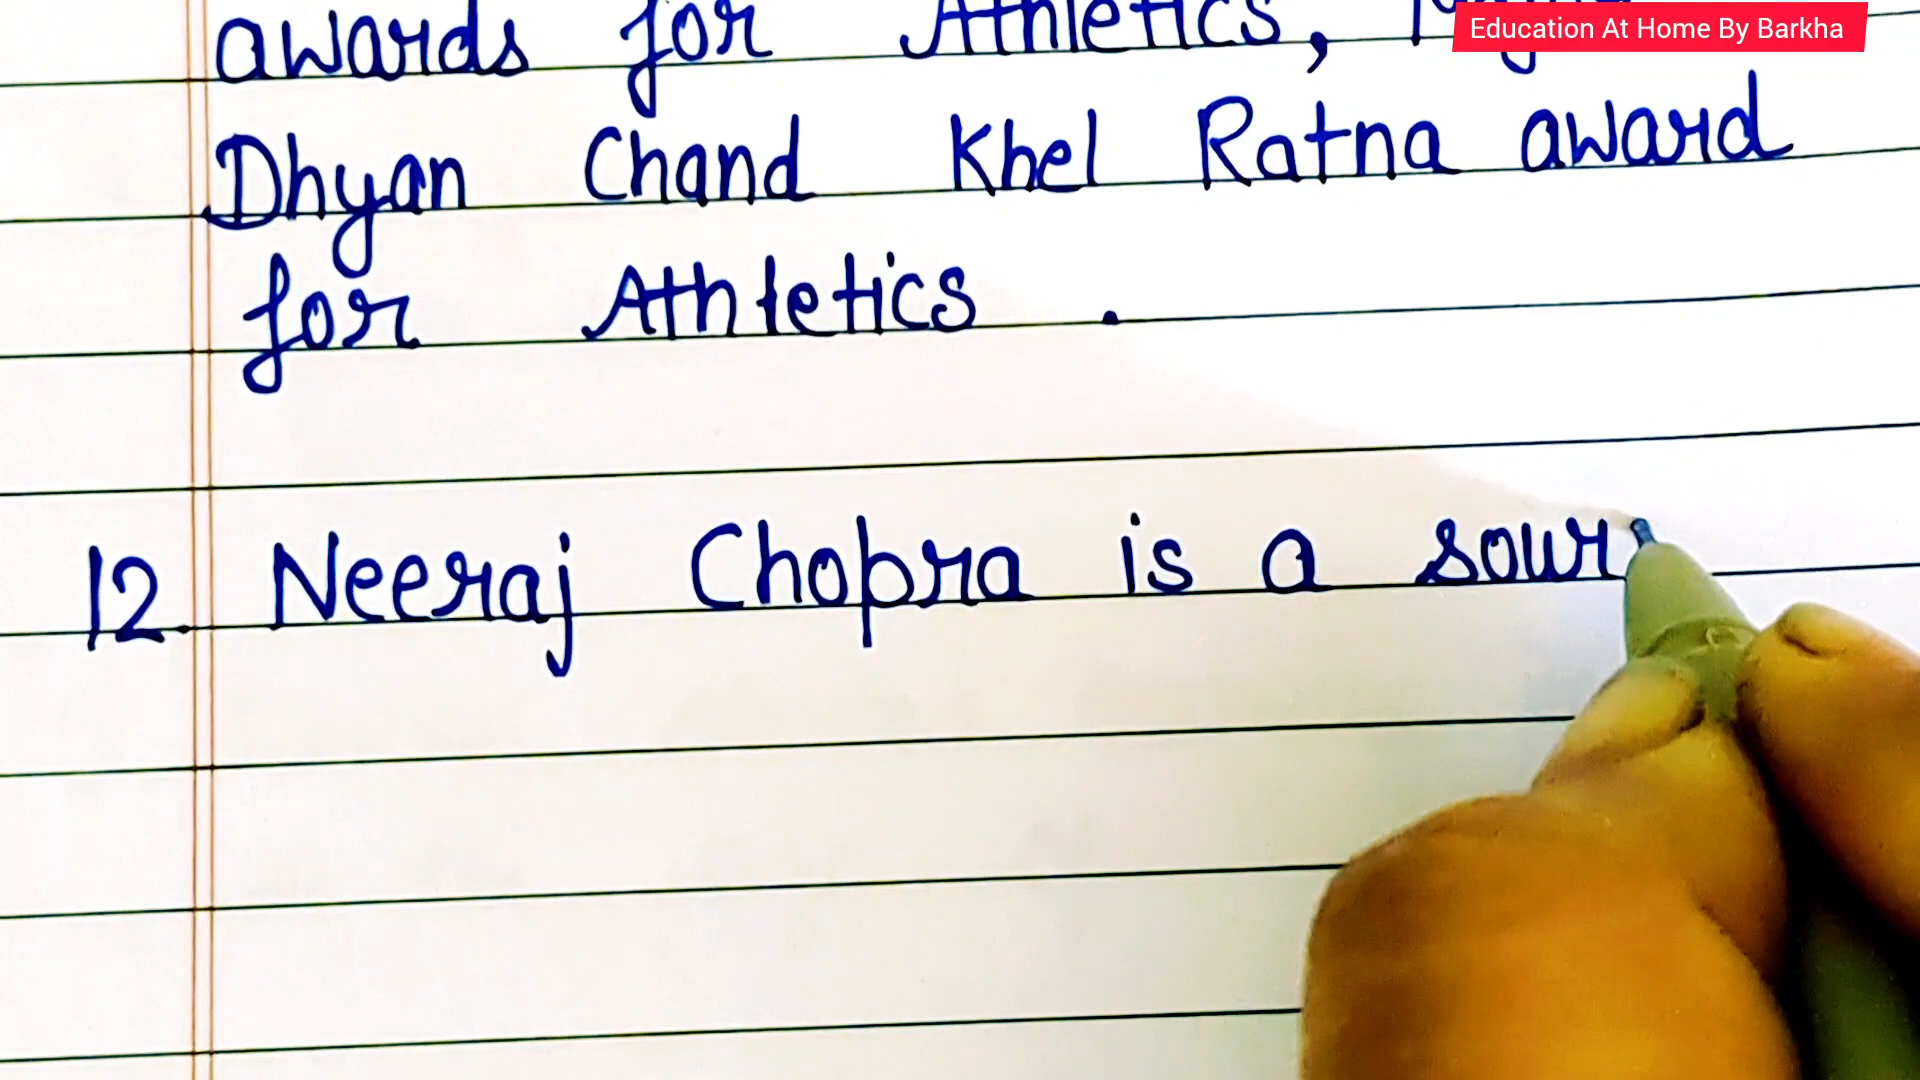 awards for Athletics,
Education At Home By Barkha
Dhyan Chand Khel Ratna award
for Athletics .
12. Neeraj Chopra is a sour